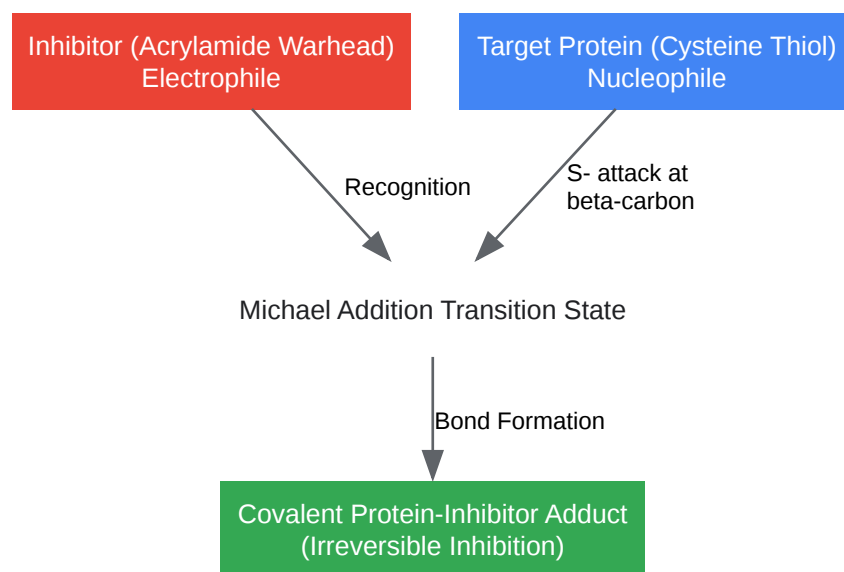 Inhibitor (Acrylamide Warhead)
Electrophile
Target Protein (Cysteine Thiol)
Nucleophile
Recognition
S- attack at
beta-carbon
Michael Addition Transition State
Bond Formation
Covalent Protein-Inhibitor Adduct
(Irreversible Inhibition)